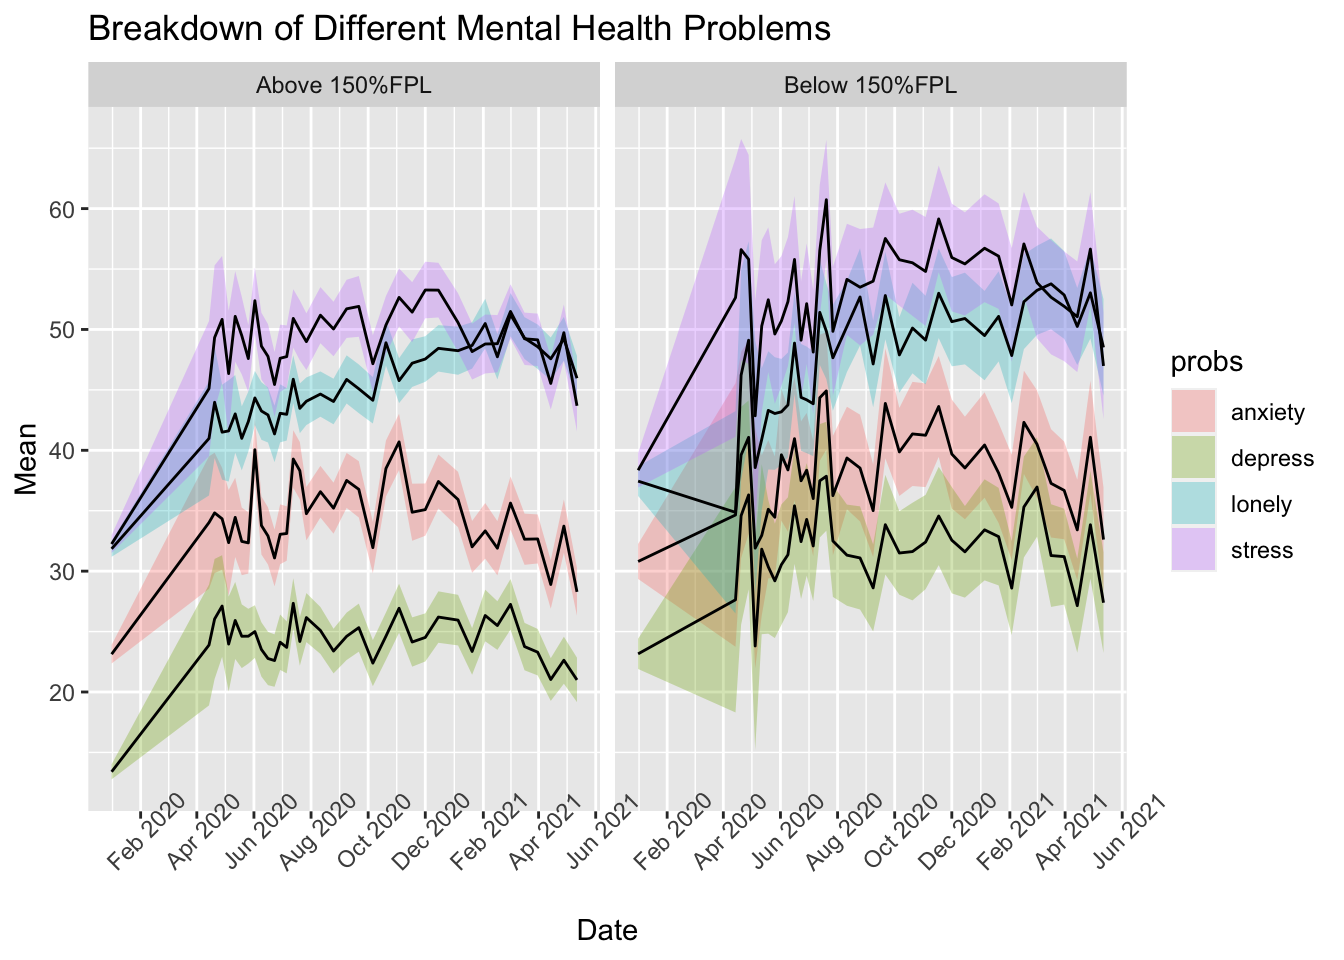 Breakdown of Different Mental Health Problems
Above 150%FPL
Below 150%FPL
60
50
40
30
20
Mean
Feb 2020
Apr 2020
Jun 2020
Aug 2020
Oct 2020
Dec 2020
Feb 2021
Apr 2021
Jun 2021
Feb 2020
Apr 2020
Jun 2020
Aug 2020
Oct 2020
Dec 2020
Feb 2021
Apr 2021
Jun 2021
Date
probs
anxiety
depress
lonely
stress